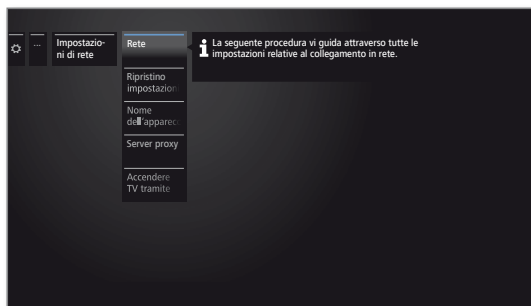 ...
Impostazio-
ni di rete
Rete
La seguente procedura vi guida attraverso tutte le
impostazioni relative al collegamento in rete.
Ripristino
impostazion
Nome
dell'apparec
Server proxy
Accendere
TV tramite